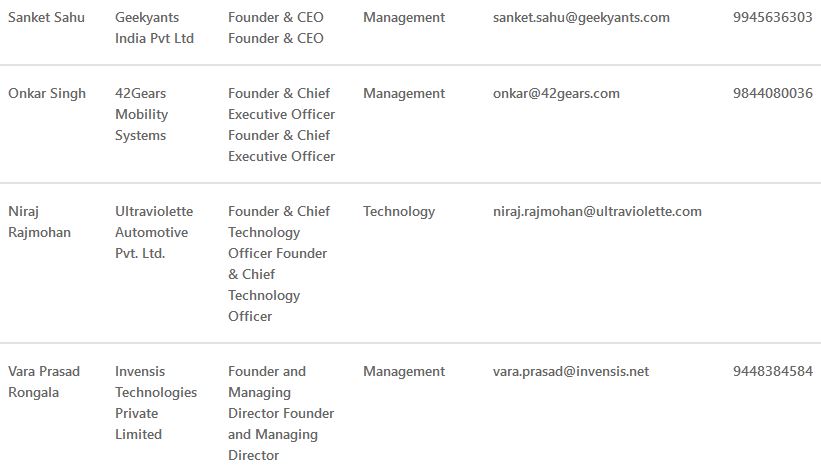 Sanket Sahu Geekyants Founder & CEO Management sanket.sahu@geekyants.com 9945636303
India Pvt Ltd Founder & CEO
Onkar Singh 42Gears Founder & Chief Management onkar@42gears.com 9844080036
Mobility Executive Officer
Systems Founder & Chief
Executive Officer
Niraj Ultraviolette Founder & Chief Technology niraj.rajmohan@ultraviolette.com
Rajmohan Automotive Technology
Pvt. Ltd. Officer Founder
& Chief
Technology
Officer
Vara Prasad Invensis Founder and Management vara.prasad@invensis.net 9448384584
Rongala Technologies Managing
Private Director Founder
Limited and Managing
Director